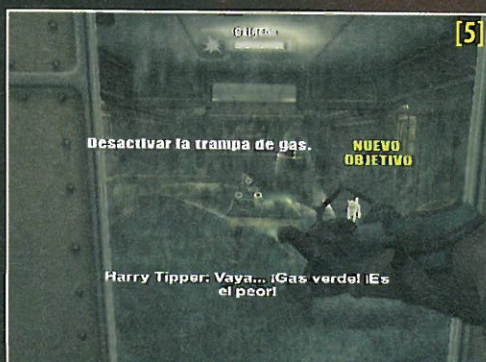 [5]
Desactivar la trampa de gas.
NUEVO
OBJETIVO
Harry Tipper: Vaya... ¡Gas verde! ¡Es
el peor!